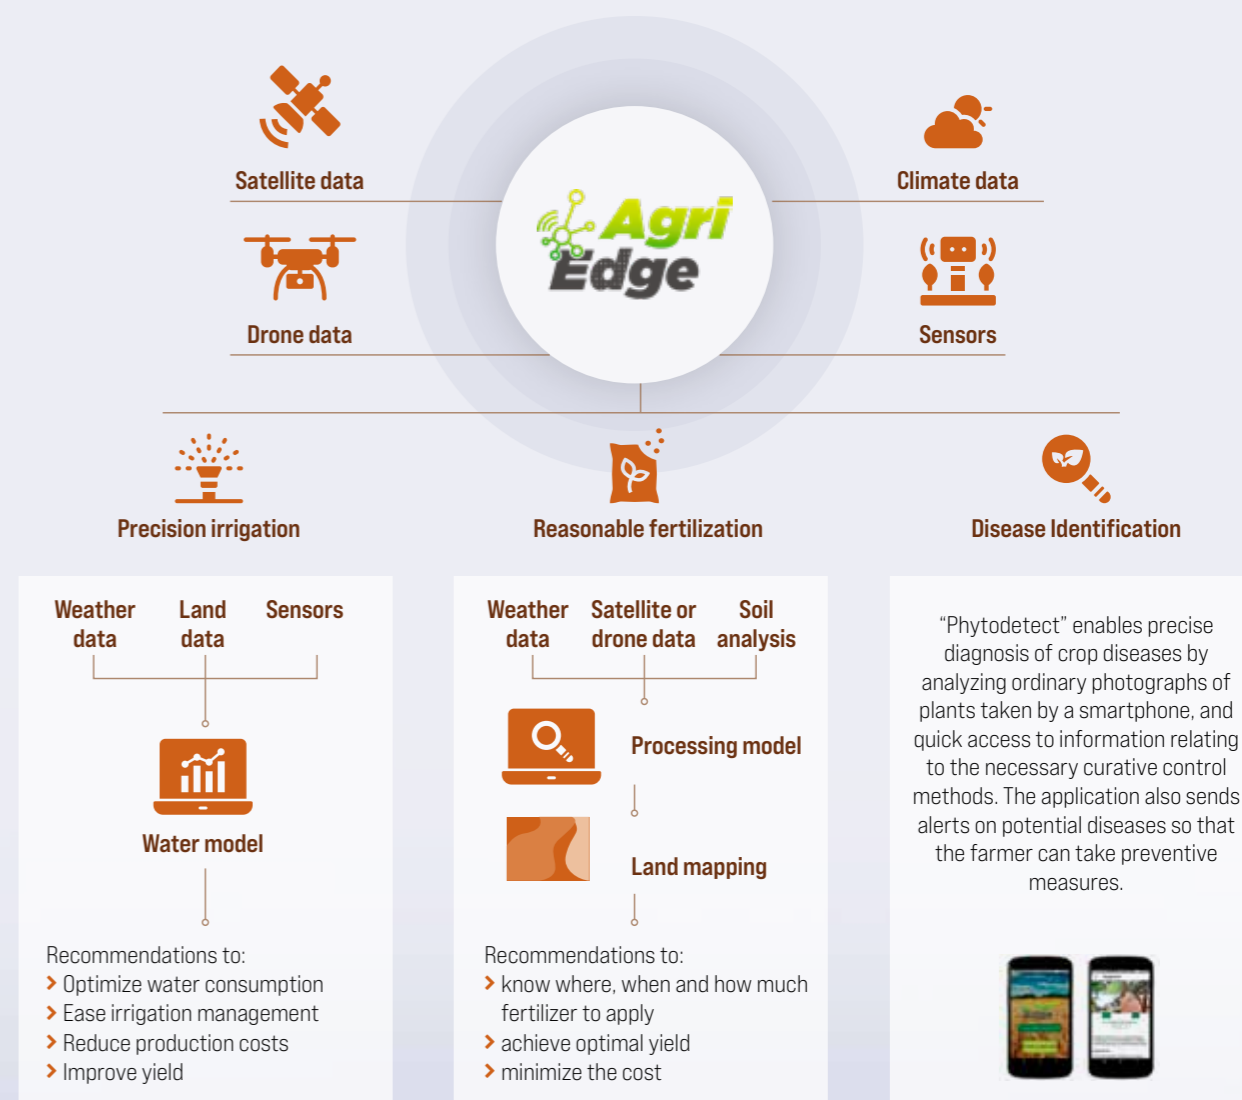 Satellite data
Climate data
Agri
Edge
Drone data
Sensors
Precision irrigation
Reasonable fertilization
Disease Identification
Weather
data
Land
data
Sensors
Water model
Recommendations to:
Optimize water consumption
Ease irrigation management
Reduce production costs
Improve yield
Weather
data
Satellite or
drone data
Soil
analysis
Processing model
Land mapping
Recommendations to:
know where, when and how much
fertilizer to apply
achieve optimal yield
minimize the cost
“Phytodetect” enables precise
diagnosis of crop diseases by
analyzing ordinary photographs of
plants taken by a smartphone, and
quick access to information relating
to the necessary curative control
methods. The application also sends
alerts on potential diseases so that
the farmer can take preventive
measures.